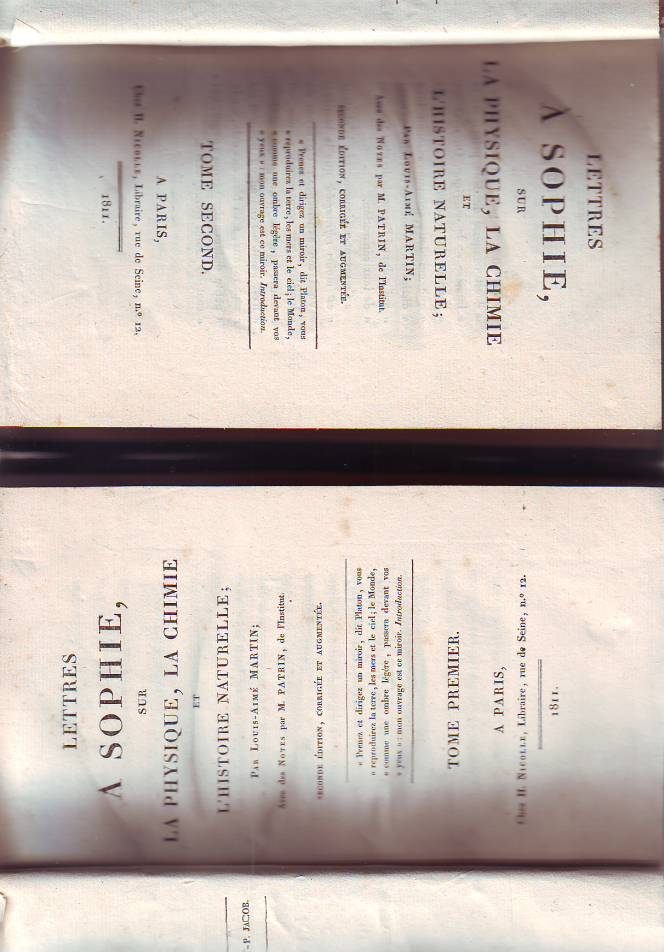 LETTRES
A SOPHIE,
SUR
LA PHYSIQUE, LA CHIMIE
ET
L'HISTOIRE NATURELLE;
PAR LOUIS-AIMÉ MARTIN;
Avec des NOTES par M. PATRIN, de l'Institut.
SECONDE ÉDITION, CORRIGÉE ET AUGMENTÉE.
« Prenez et dirigez un miroir, dit Platon, vous
« reproduirez la terre, les mers et le ciel; le Monde,
« comme une ombre légère, passera devant vos
« yeux » : mon ouvrage est ce miroir. Introduction.
TOME SECOND.
A PARIS,
Chez H. NICOLLE, Libraire, rue de Seine, n.º 12.
1811.
LETTRES
A SOPHIE,
SUR
LA PHYSIQUE, LA CHIMIE
ET
L'HISTOIRE NATURELLE;
PAR LOUIS-AIMÉ MARTIN;
Avec des NOTES par M. PATRIN, de l'Institut.
SECONDE ÉDITION, CORRIGÉE ET AUGMENTÉE.
« Prenez et dirigez un miroir, dit Platon, vous
« reproduirez la terre, les mers et le ciel; le Monde,
« comme une ombre légère, passera devant vos
« yeux » : mon ouvrage est ce miroir. Introduction.
TOME PREMIER.
A PARIS,
Chez H. NICOLLE, Libraire, rue de Seine, n.º 12.
1811.
-P. JACOB.